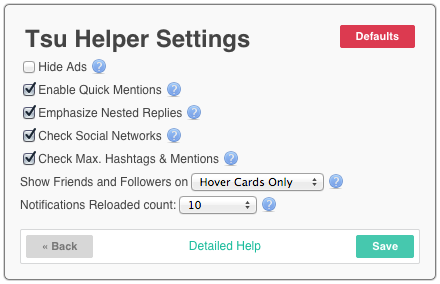 Tsu Helper Settings
Defaults
Hide Ads ?
Enable Quick Mentions ?
Emphasize Nested Replies ?
Check Social Networks ?
Check Max. Hashtags & Mentions ?
Show Friends and Followers on Hover Cards Only ?
Notifications Reloaded count: 10 ?
« Back
Detailed Help
Save